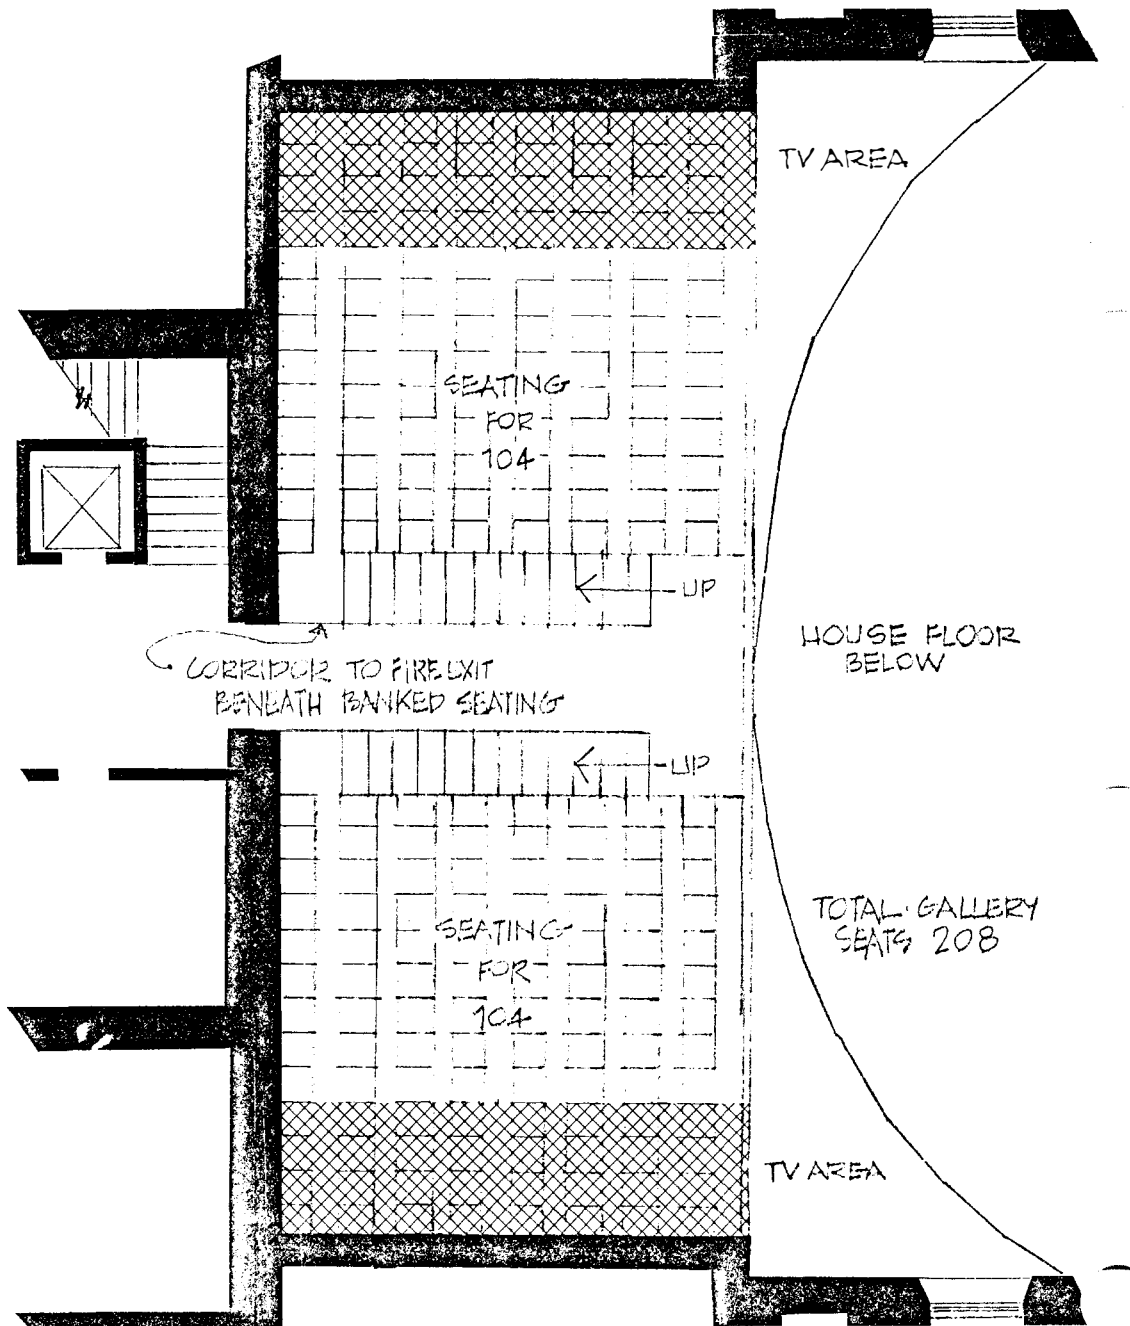 TV AREA
SEATING
FOR
104
UP
HOUSE FLOOR
BELOW
CORRIDOR TO FIRE EXIT
BENEATH BANKED SEATING
UP
TOTAL GALLERY
SEATS 208
SEATING
FOR
104
TV AREA